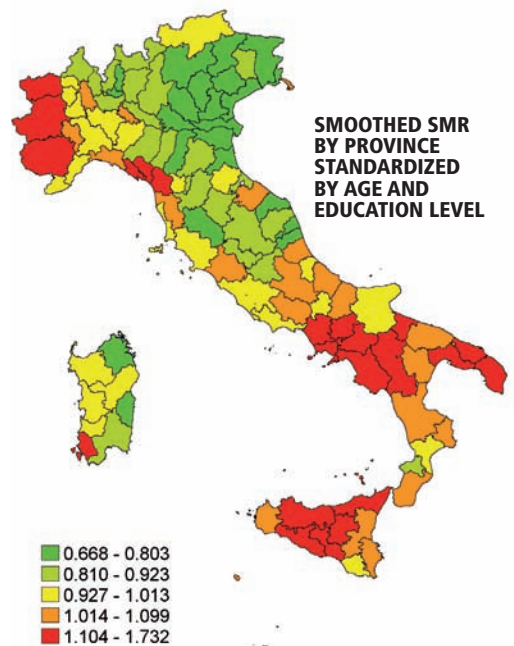 SMOOTHED SMR
BY PROVINCE
STANDARDIZED
BY AGE AND
EDUCATION LEVEL
0.668 - 0.803
0.810 - 0.923
0.927 - 1.013
1.014 - 1.099
1.104 - 1.732